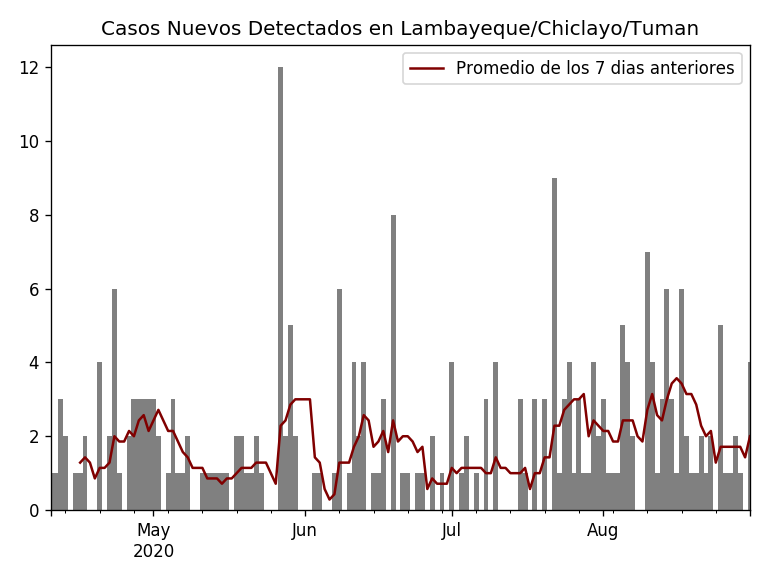 Casos Nuevos Detectados en Lambayeque/Chiclayo/Tuman
Promedio de los 7 dias anteriores
12
10
8
6
4
2
0
May
2020
Jun
Jul
Aug